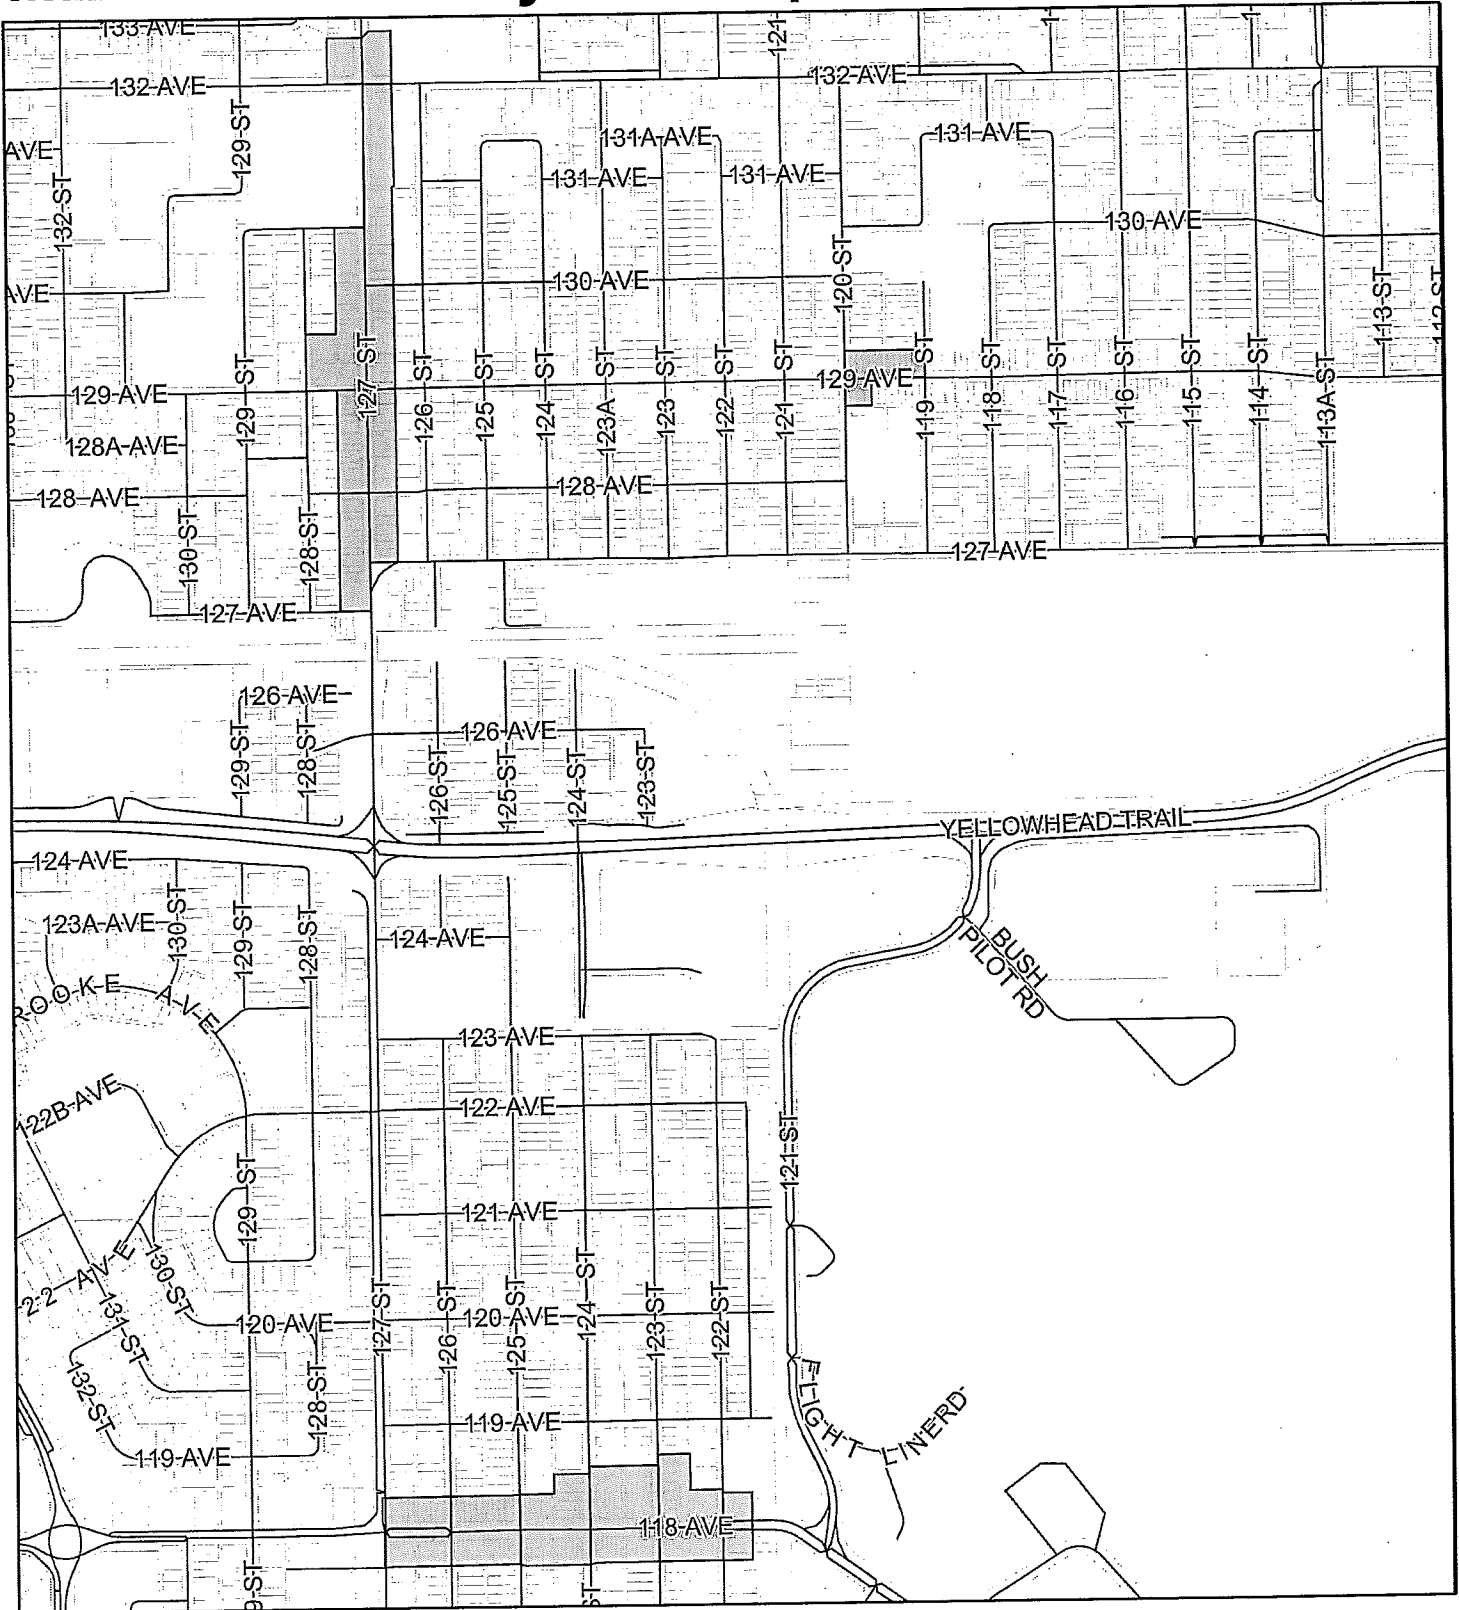 133 AVE
121
132 AVE
132 AVE
129 ST
131A AVE
131 AVE
AVE
131 AVE
131 AVE
132 ST
130 AVE
120 ST
130 AVE
AVE
113 ST
112 ST
127 ST
129 ST
126 ST
125 ST
124 ST
123A ST
123 ST
122 ST
121 ST
119 ST
118 ST
117 ST
116 ST
115 ST
114 ST
113A ST
129 AVE
129 AVE
128A AVE
128 AVE
128 AVE
130 ST
128 ST
127 AVE
127 AVE
126 AVE
126 AVE
129 ST
128 ST
126 ST
125 ST
124 ST
123 ST
YELLOWHEAD TRAIL
124 AVE
130 ST
129 ST
128 ST
123A AVE
124 AVE
BUSH
PILOT RD
ROOKE AVE
123 AVE
122B AVE
122 AVE
121 ST
129 ST
121 AVE
22 AVE
130 ST
131 ST
127 ST
126 ST
125 ST
124 ST
123 ST
122 ST
120 AVE
120 AVE
132 ST
128 ST
FLIGHT LINE RD
119 AVE
119 AVE
118 AVE
9 ST
ST